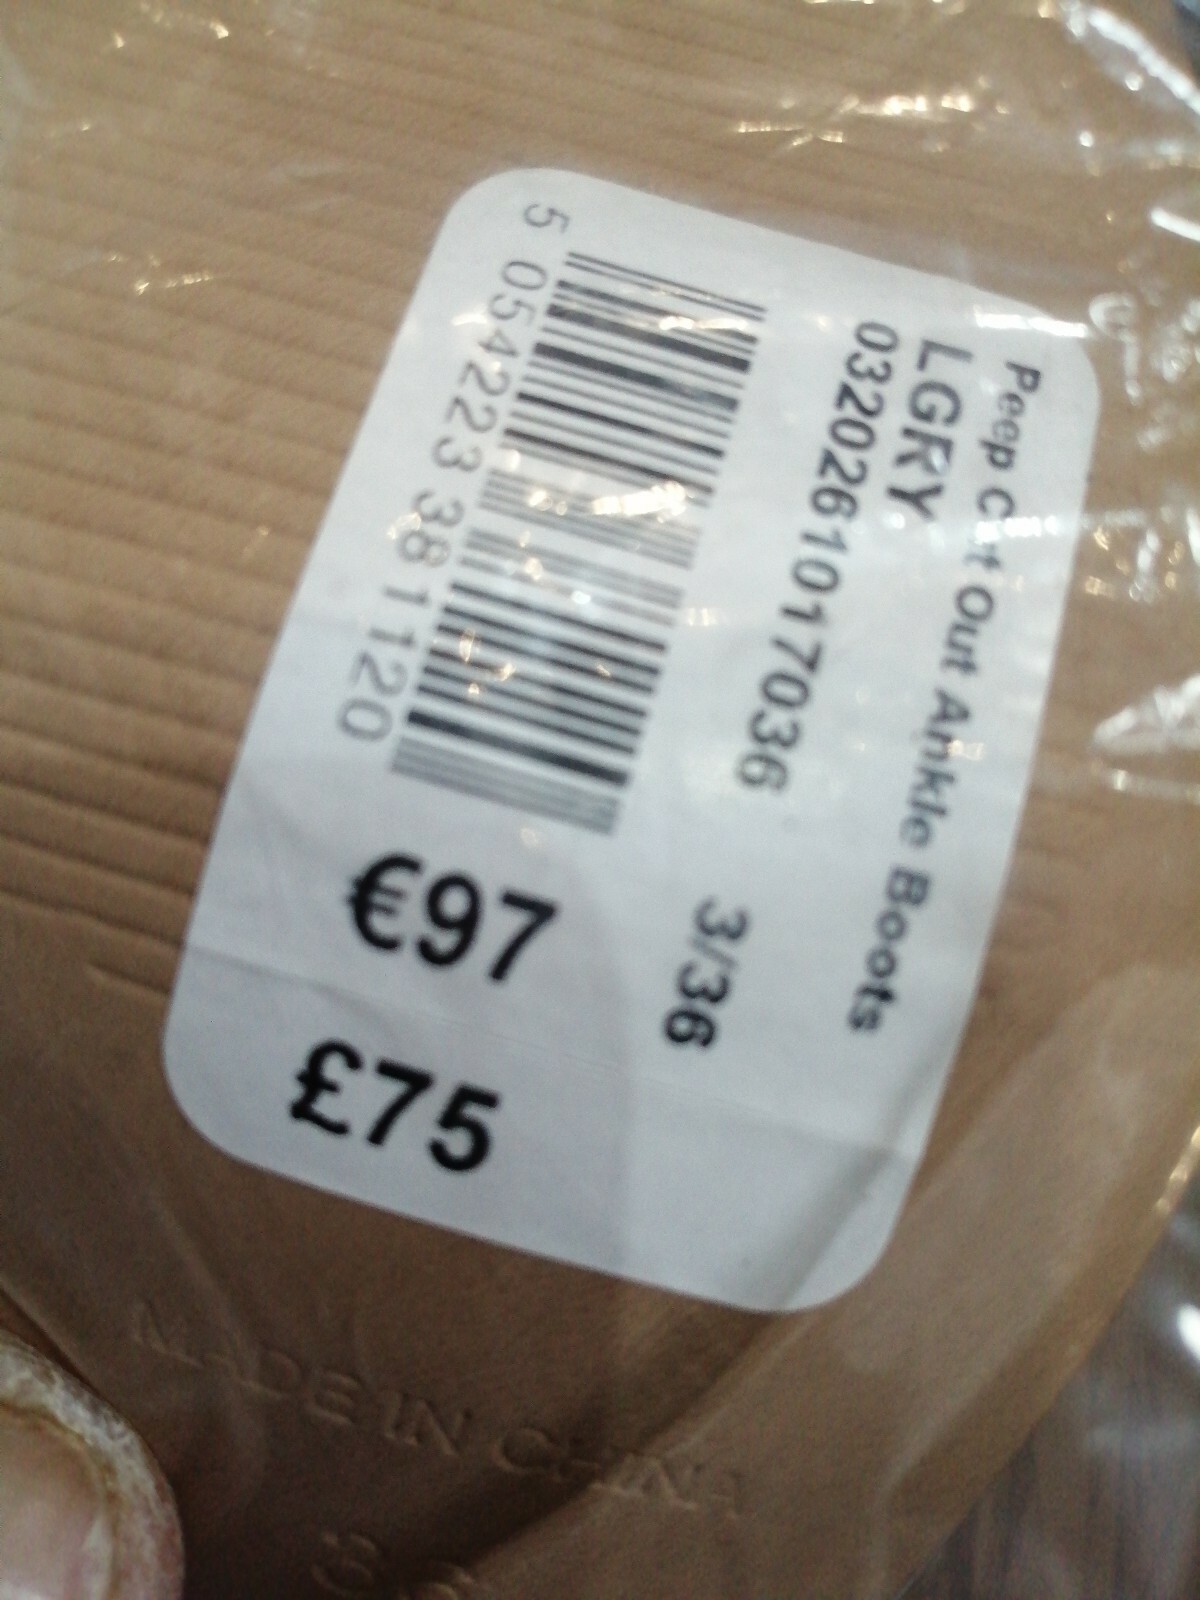 Peep Cut Out Ankle Boots
LGRY
0320261017036 3/36
5 054223 381120
€97
£75
MADE IN CHINA